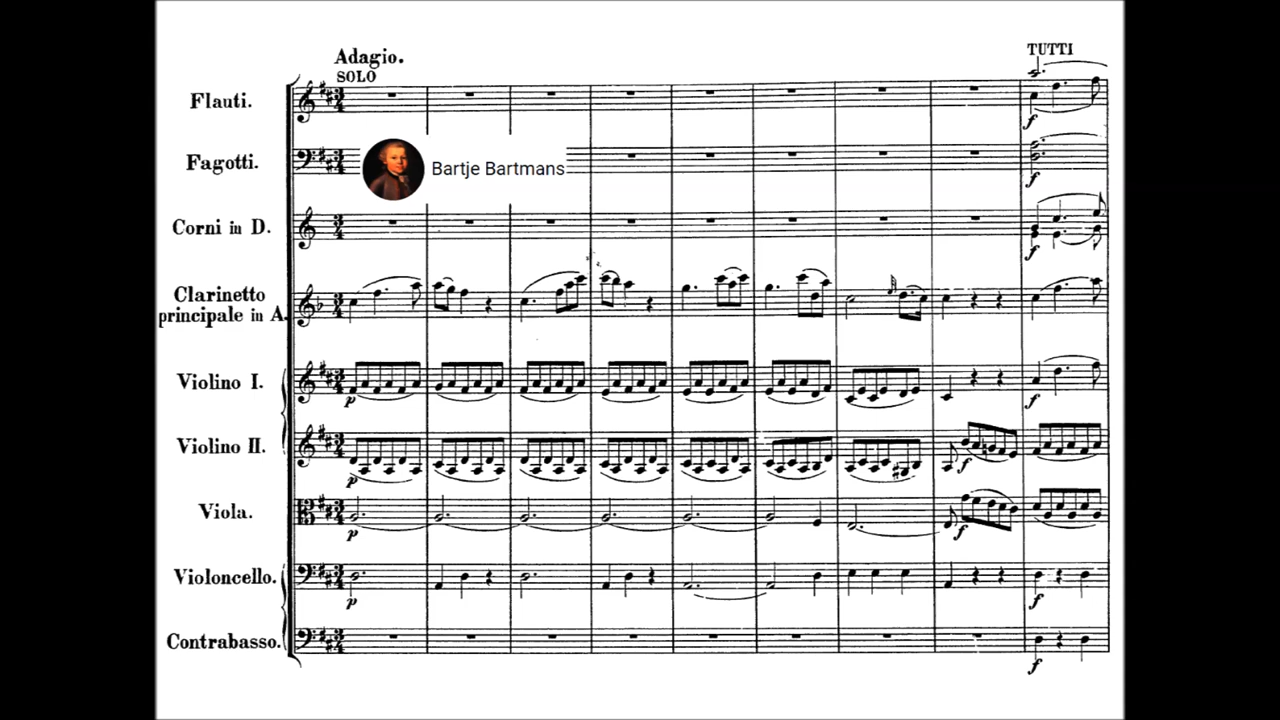 Adagio.
SOLO
TUTTI
Flauti.
f
Fagotti.
Bartje Bartmans
f
Corni in D.
f
Clarinetto
principale in A.
Violino I.
p
f
Violino II.
p
f
Viola.
p
f
Violoncello.
p
f
Contrabasso.
f